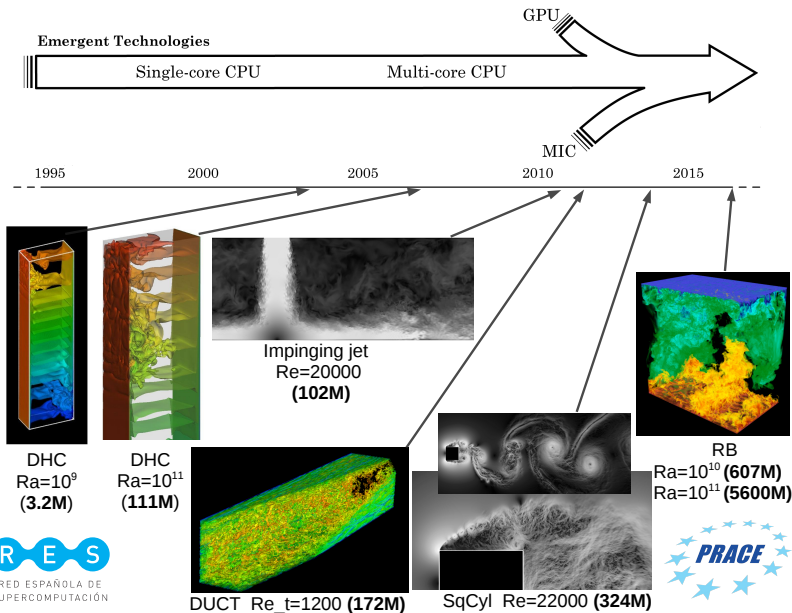 GPU
Emergent Technologies
Single-core CPU
Multi-core CPU
MIC
1995
2000
2005
2010
2015
Impinging jet
Re=20000
(102M)
DHC
Ra=10⁹
(3.2M)
DHC
Ra=10¹¹
(111M)
RB
Ra=10¹⁰ (607M)
Ra=10¹¹ (5600M)
RES
RED ESPAÑOLA DE
UPERCOMPUTACIÓN
PRACE
DUCT Re_t=1200 (172M)
SqCyl Re=22000 (324M)